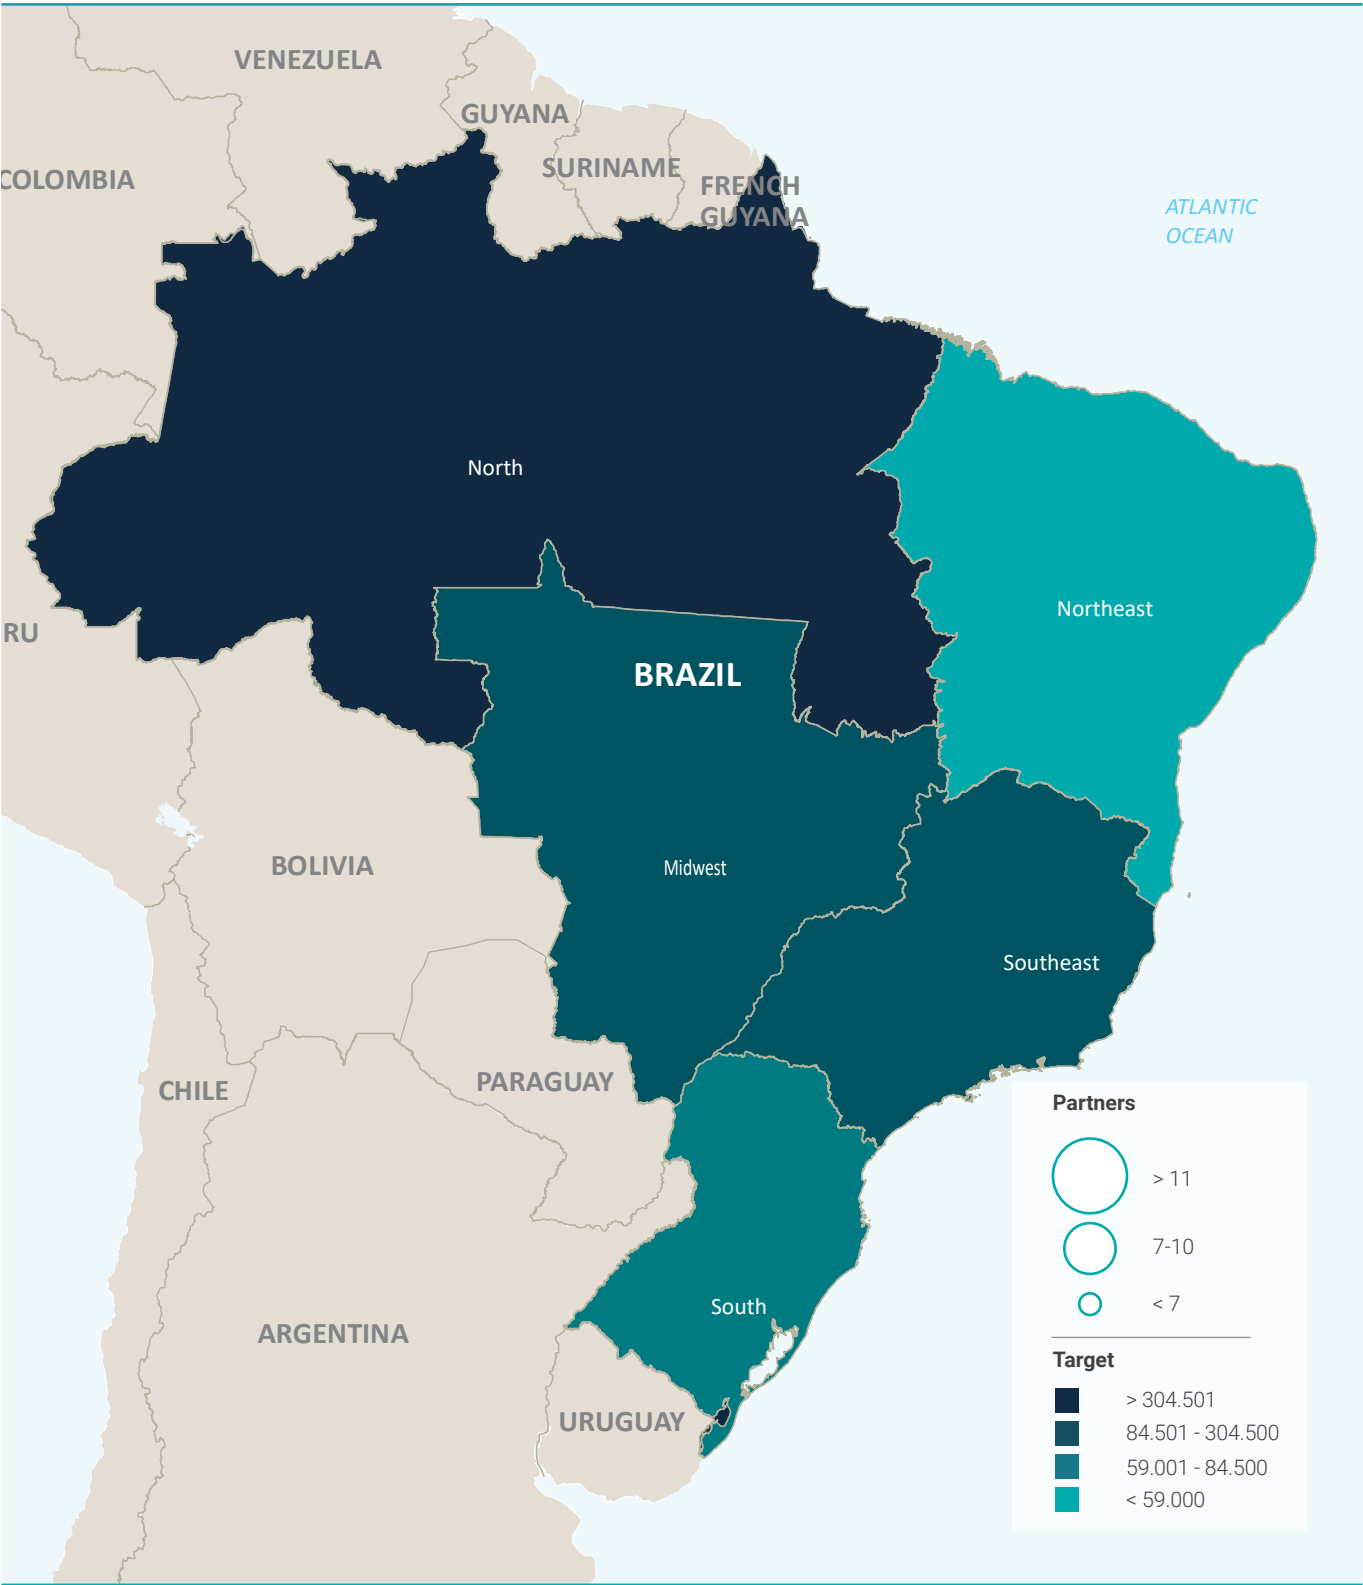 VENEZUELA
GUYANA
SURINAME
COLOMBIA
FRENCH
GUYANA
ATLANTIC
OCEAN
North
Northeast
RU
BRAZIL
BOLIVIA
Midwest
Southeast
PARAGUAY
CHILE
Partners
> 11
7-10
< 7
South
ARGENTINA
URUGUAY
Target
> 304.501
84.501 - 304.500
59.001 - 84.500
< 59.000